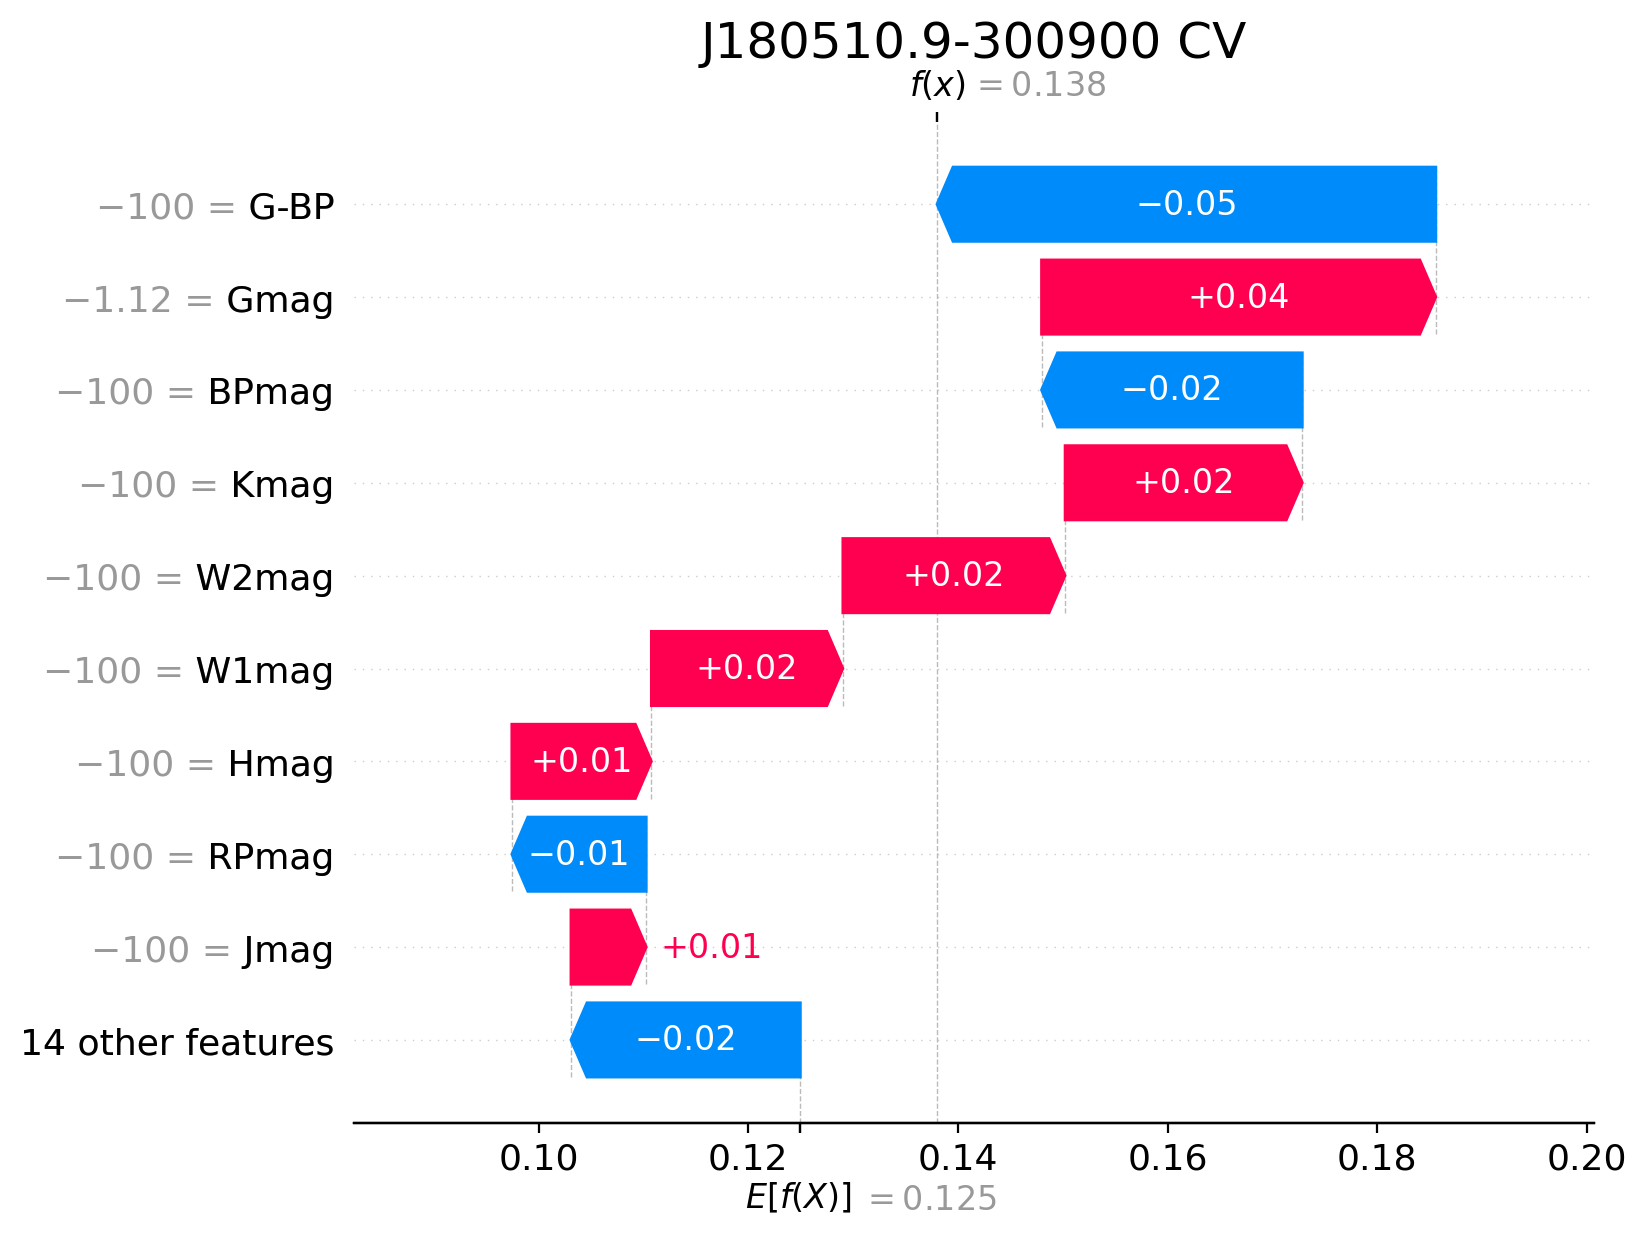 J180510.9-300900 CV
f(x) = 0.138
−100 = G-BP
−0.05
−1.12 = Gmag
+0.04
−100 = BPmag
−0.02
−100 = Kmag
+0.02
−100 = W2mag
+0.02
−100 = W1mag
+0.02
−100 = Hmag
+0.01
−100 = RPmag
−0.01
−100 = Jmag
+0.01
14 other features
−0.02
0.10 0.12 0.14 0.16 0.18 0.20
E[f(X)] = 0.125